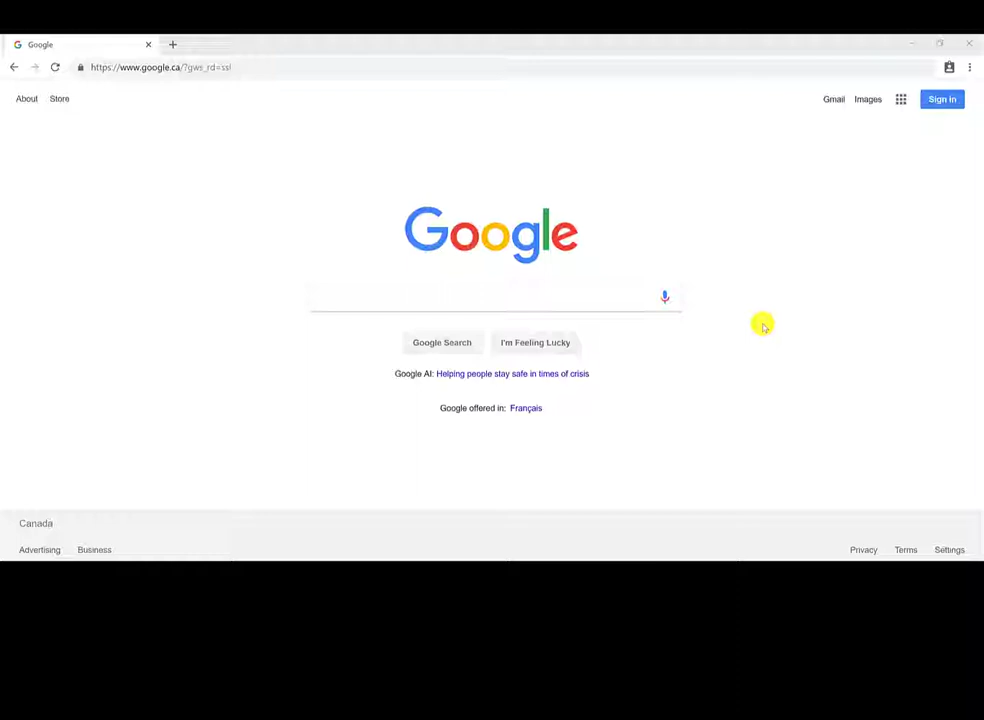 Google
https://www.google.ca/?gws_rd=ssl
About Store
Gmail Images Sign in
Google
Google Search I'm Feeling Lucky
Google AI: Helping people stay safe in times of crisis
Google offered in: Français
Canada
Advertising Business
Privacy Terms Settings